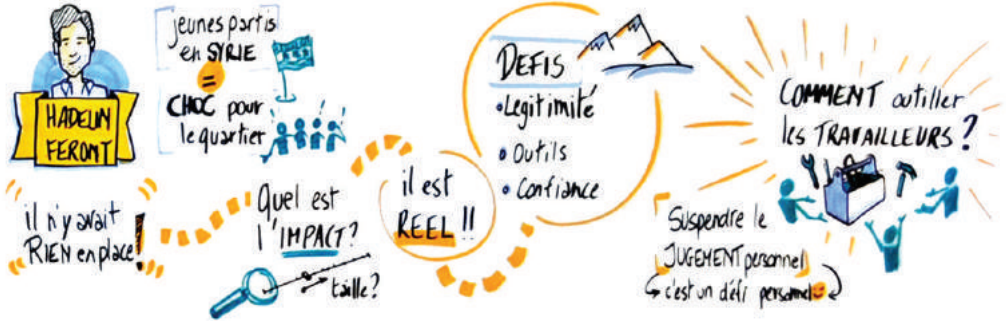 HADELIN
FERONT
jeunes partis
en SYRIE
=
CHOC pour
le quartier
il n'y avait
RIEN en place!
Quel est
l'IMPACT?
taille?
il est
REEL!!
DEFIS
• Légitimité
• Outils
• Confiance
COMMENT outiller
les TRAVAILLEURS?
Suspendre le
JUGEMENT personnel
c'est un défi personnel